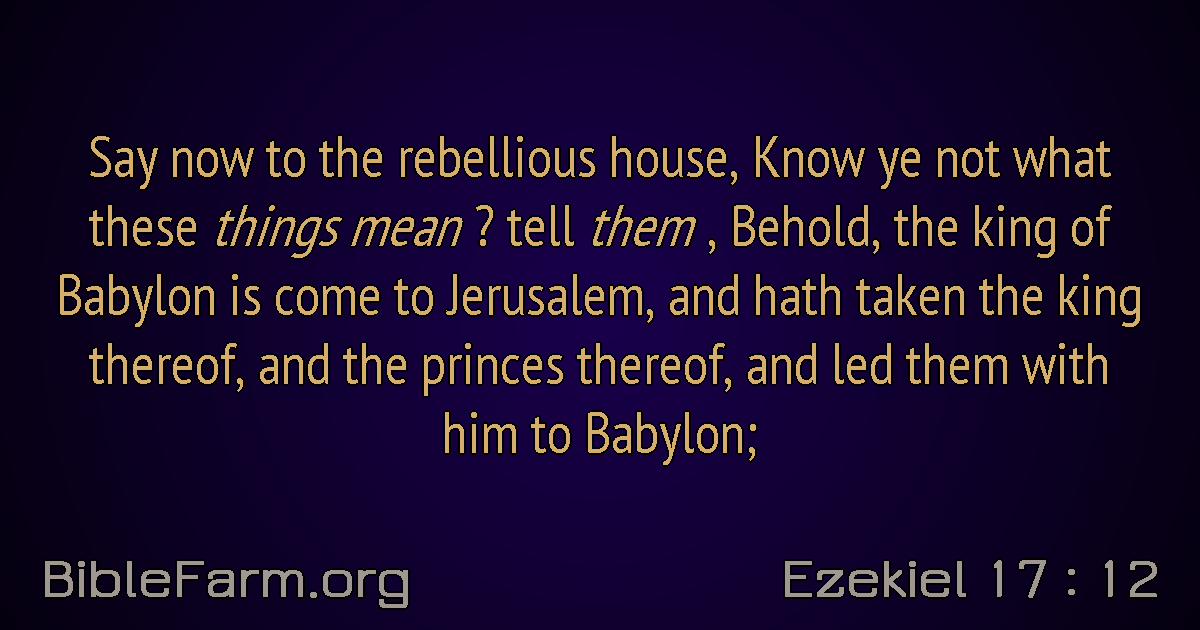 Say now to the rebellious house, Know ye not what
these things mean ? tell them , Behold, the king of
Babylon is come to Jerusalem, and hath taken the king
thereof, and the princes thereof, and led them with
him to Babylon;
BibleFarm.org
Ezekiel 17 : 12